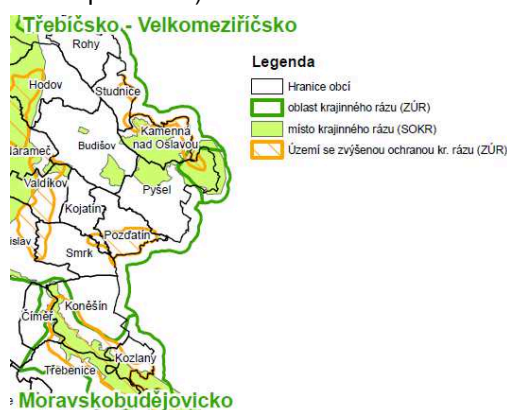 Třebíčsko - Velkomeziříčsko
Rohy
Hodov
Studnice
Kamenná
nad Oslavou
Budišov
Valdíkov
Pyšel
Kojatín
Pozďatín
Smrk
Koněšín
Číměř
Kozlany
Třebenice
Moravskobudějovicko
Legenda
Hranice obcí
oblast krajinného rázu (ZÚR)
místo krajinného rázu (SOKR)
Území se zvýšenou ochranou kr. rázu (ZÚR)